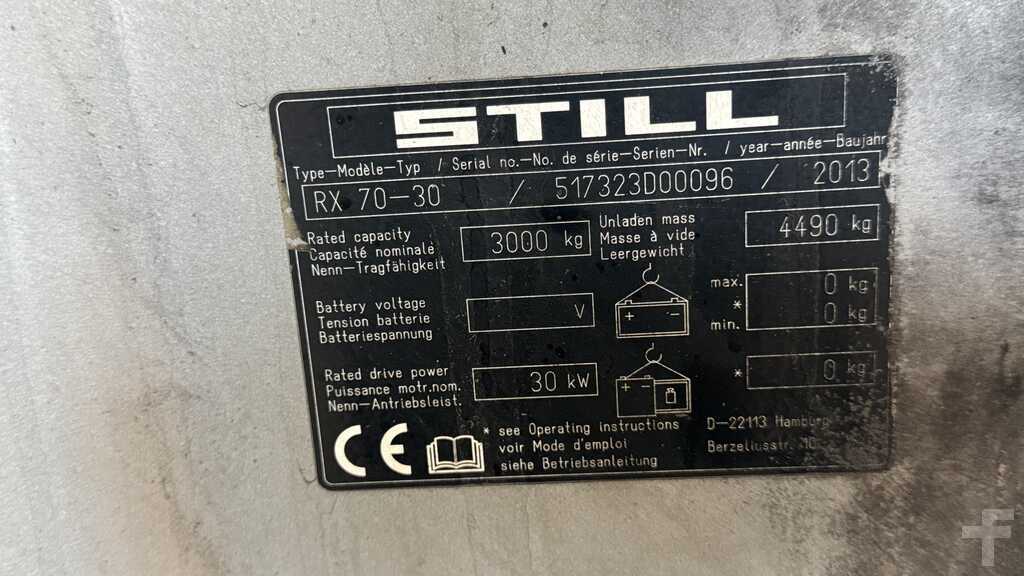 STILL
Type-Modèle-Typ / Serial no.-No. de série-Serien-Nr. / year-année-Baujahr
RX 70-30 / 517323D00096 / 2013
Rated capacity
Capacité nominale
Nenn-Tragfähigkeit
3000 kg
Unladen mass
Masse à vide
Leergewicht
4490 kg
Battery voltage
Tension batterie
Batteriespannung
V
+ -
max. 0 kg
*
min. 0 kg
Rated drive power
Puissance motr.nom.
Nenn-Antriebsleist.
30 kW
+ -
* 0 kg
CE
* see Operating instructions
voir Mode d'emploi
siehe Betriebsanleitung
D-22113 Hamburg
Berzeliusstr. 10